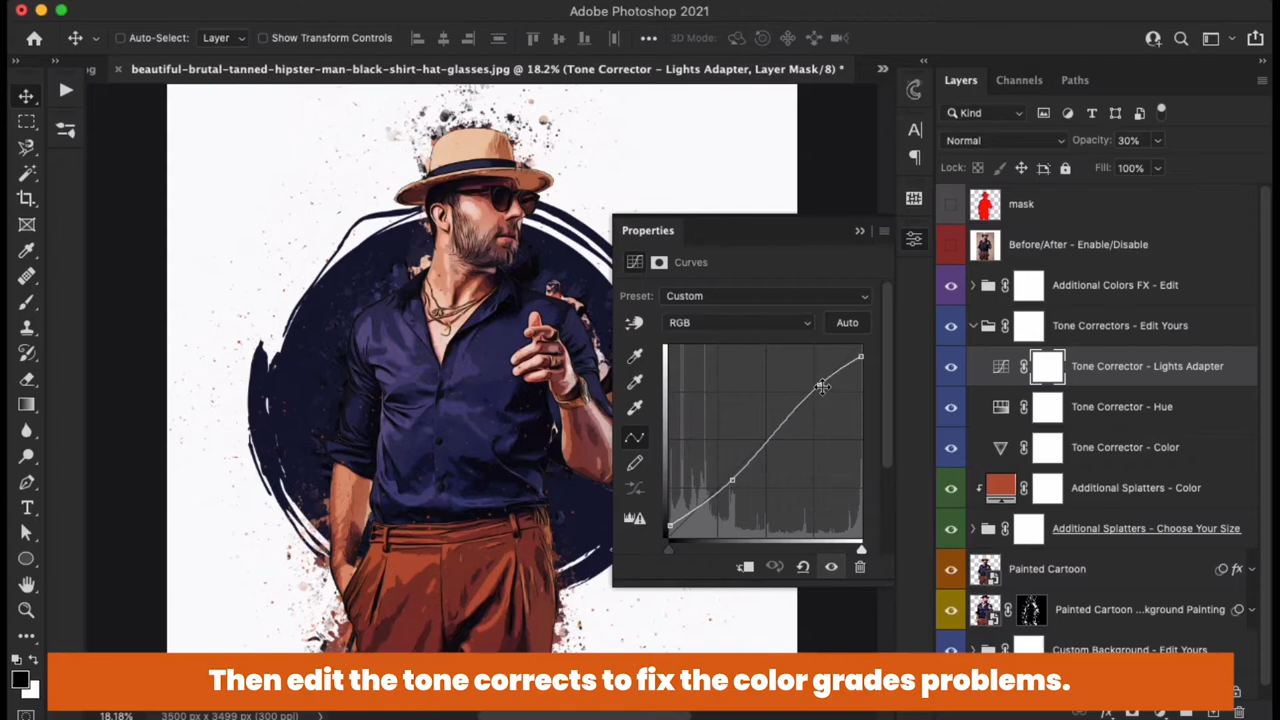 Adobe Photoshop 2021
Auto-Select: Layer Show Transform Controls 3D Mode:
og × beautiful-brutal-tanned-hipster-man-black-shirt-hat-glasses.jpg @ 18.2% (Tone Corrector - Lights Adapter, Layer Mask/8) *
Layers Channels Paths
Kind
Normal Opacity: 30%
Lock: Fill: 100%
mask
Before/After - Enable/Disable
Additional Colors FX - Edit
Tone Correctors - Edit Yours
Tone Corrector - Lights Adapter
Tone Corrector - Hue
Tone Corrector - Color
Additional Splatters - Color
Additional Splatters - Choose Your Size
Painted Cartoon
Painted Cartoon ...kground Painting
Custom Background - Edit Yours
Properties
Curves
Preset: Custom
RGB Auto
Then edit the tone corrects to fix the color grades problems.
18.18% 3500 px x 3499 px (300 ppi)